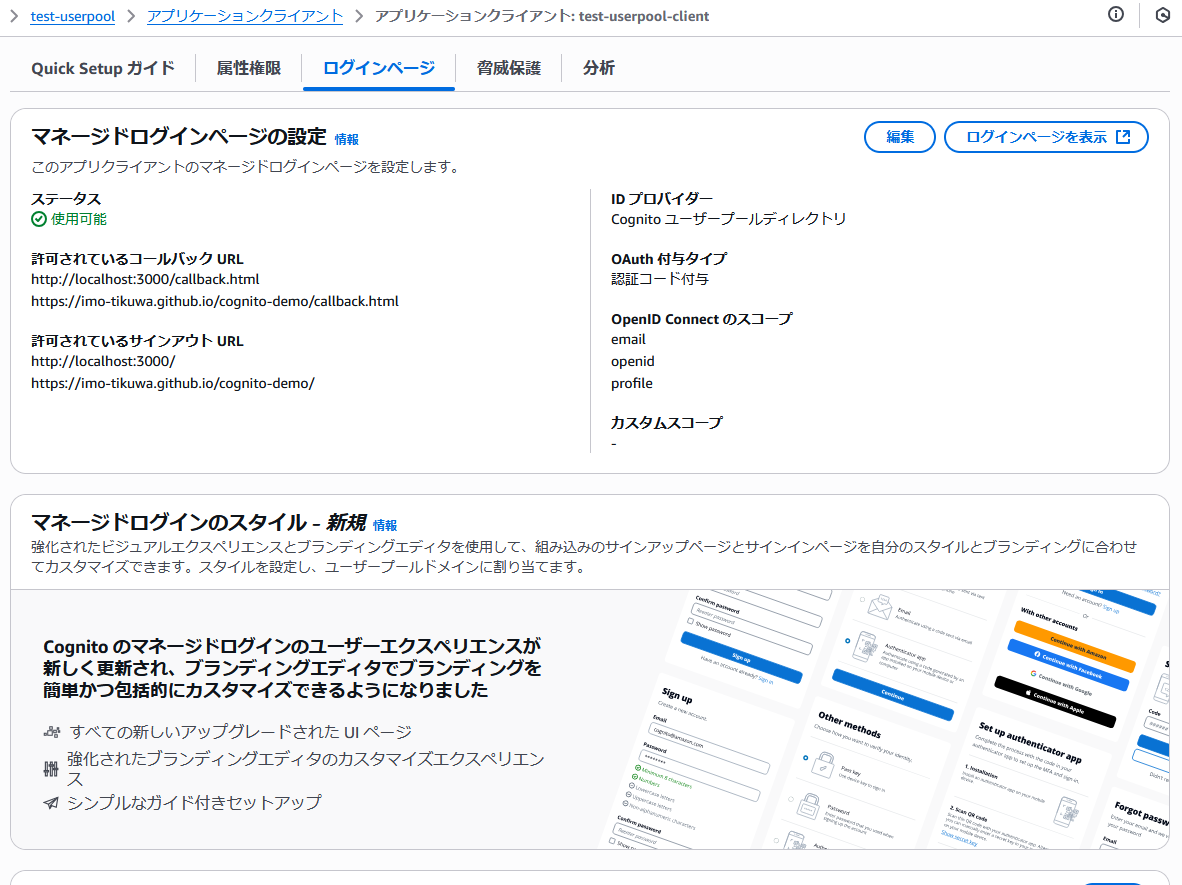 test-userpool > アプリケーションクライアント > アプリケーションクライアント: test-userpool-client
Quick Setup ガイド
属性権限
ログインページ
脅威保護
分析
マネージドログインページの設定 情報
編集
ログインページを表示
このアプリクライアントのマネージドログインページを設定します。
ステータス
使用可能
許可されているコールバック URL
http://localhost:3000/callback.html
https://imo-tikuwa.github.io/cognito-demo/callback.html
許可されているサインアウト URL
http://localhost:3000/
https://imo-tikuwa.github.io/cognito-demo/
ID プロバイダー
Cognito ユーザープールディレクトリ
OAuth 付与タイプ
認証コード付与
OpenID Connect のスコープ
email
openid
profile
カスタムスコープ
-
マネージドログインのスタイル - 新規 情報
強化されたビジュアルエクスペリエンスとブランディングエディタを使用して、組み込みのサインアップページとサインインページを自分のスタイルとブランディングに合わせ
てカスタマイズできます。スタイルを設定し、ユーザープールドメインに割り当てます。
Cognito のマネージドログインのユーザーエクスペリエンスが
新しく更新され、ブランディングエディタでブランディングを
簡単かつ包括的にカスタマイズできるようになりました
すべての新しいアップグレードされた UI ページ
強化されたブランディングエディタのカスタマイズエクスペリエン
ス
シンプルなガイド付きセットアップ
Confirm password
Reenter password
Show password
Sign up
Have an account already? Sign in
Sign up
Create a new account.
Email
cognito@amazon.com
Password
Minimum 8 characters
Numbers
Lowercase letters
Uppercase letters
Non-alphanumeric characters
Confirm password
Reenter password
Email
Authenticate using a code sent via email
Continue
Other methods
Choose how you want to verify your identity.
Pass key
Use device key to sign in
Password
Need an account? Sign up
Or
With other accounts
Continue with Amazon
Continue with Facebook
Continue with Google
Continue with Apple
Set up authenticator app
1. Installation
2. Scan QR code
Show secret key
Code
Forgot passw
Email